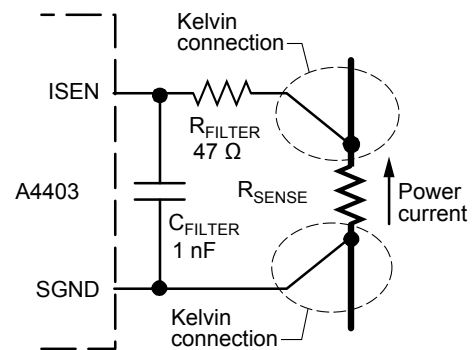 Kelvin
connection
ISEN
RFILTER
47 Ω
A4403
RSENSE
Power
current
CFILTER
1 nF
SGND
Kelvin
connection